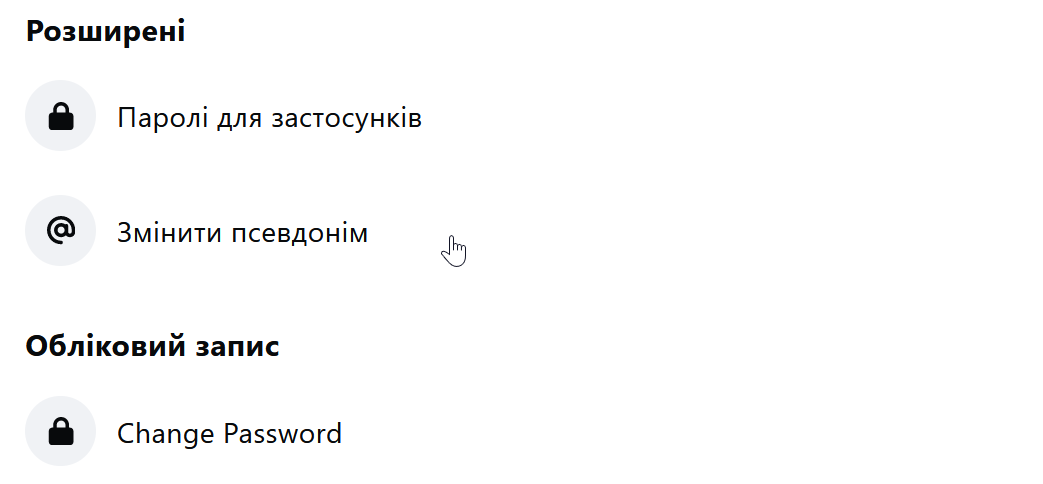 Розширені
Паролі для застосунків
Змінити псевдонім
Обліковий запис
Change Password